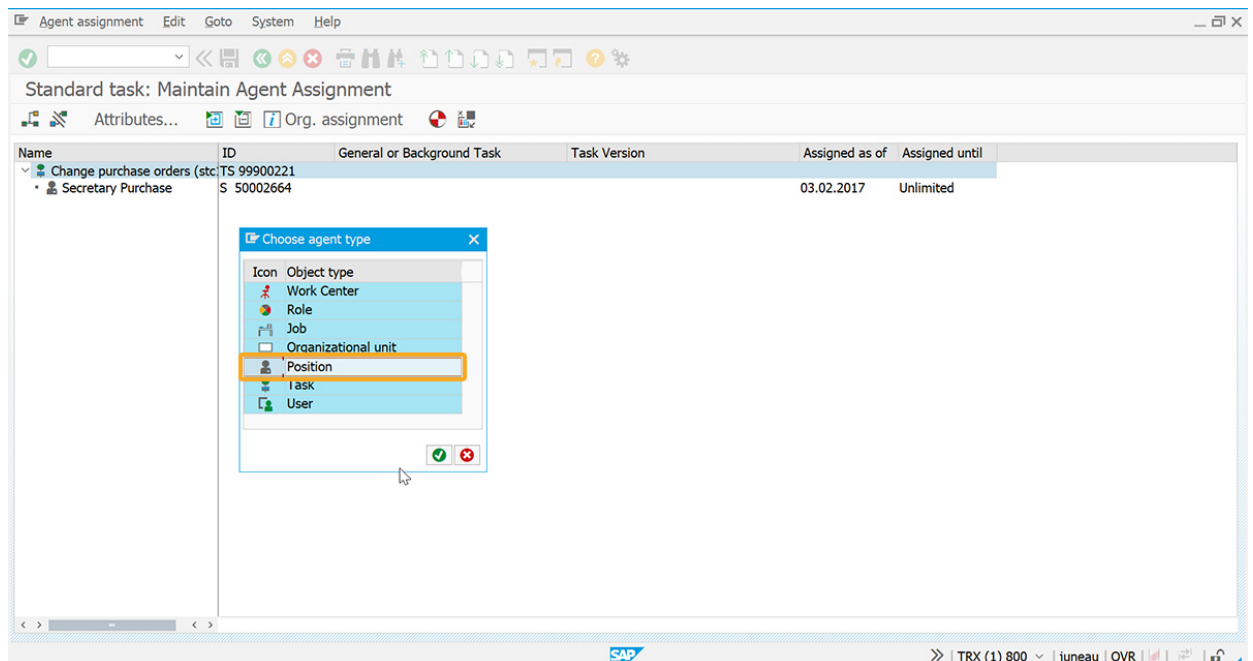 Agent assignment Edit Goto System Help
Standard task: Maintain Agent Assignment
Attributes... Org. assignment
Name ID General or Background Task Task Version Assigned as of Assigned until
Change purchase orders (stc1 TS 99900221
Secretary Purchase S 50002664 03.02.2017 Unlimited
Choose agent type
Icon Object type
Work Center
Role
Job
Organizational unit
Position
Task
User
SAP TRX (1) 800 juneau OVR